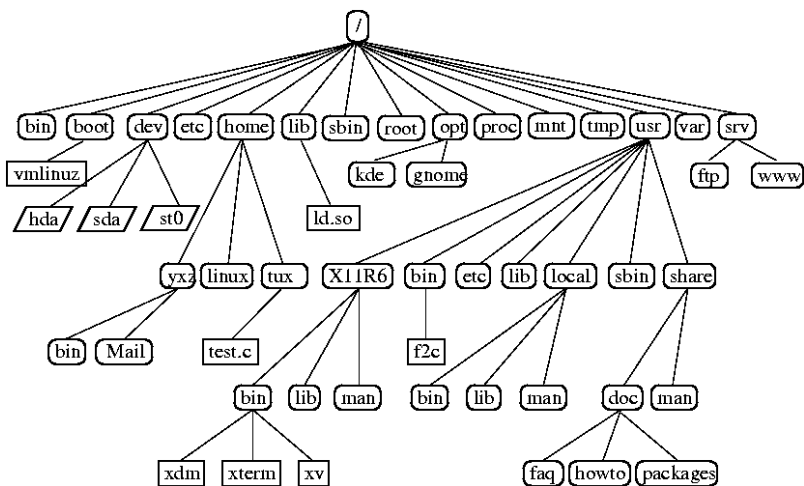 /
bin boot dev etc home lib sbin root opt proc mnt tmp usr var srv
vmlinuz kde gnome ftp www
hda sda st0 ld.so
yxz linux tux X11R6 bin etc lib local sbin share
bin Mail test.c f2c
bin lib man bin lib man doc man
xdm xterm xv faq howto packages